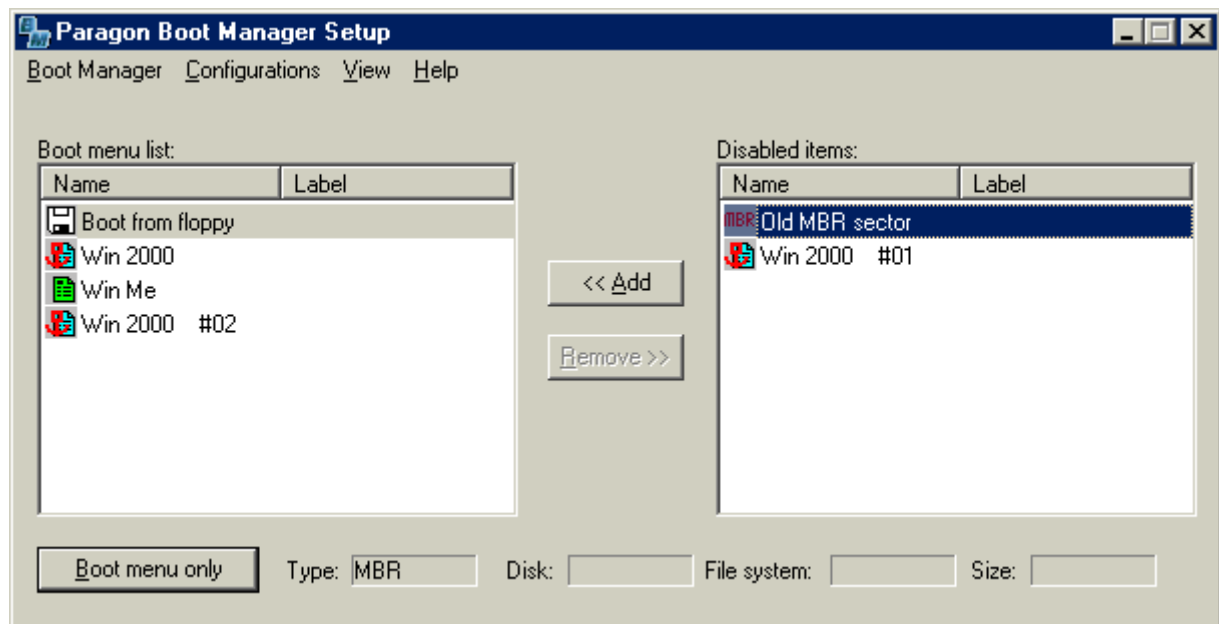 Paragon Boot Manager Setup
Boot Manager Configurations View Help
Boot menu list:
Name Label
Boot from floppy
Win 2000
Win Me
Win 2000 #02
<< Add
Remove >>
Disabled items:
Name Label
MBR Old MBR sector
Win 2000 #01
Boot menu only Type: MBR Disk: File system: Size: